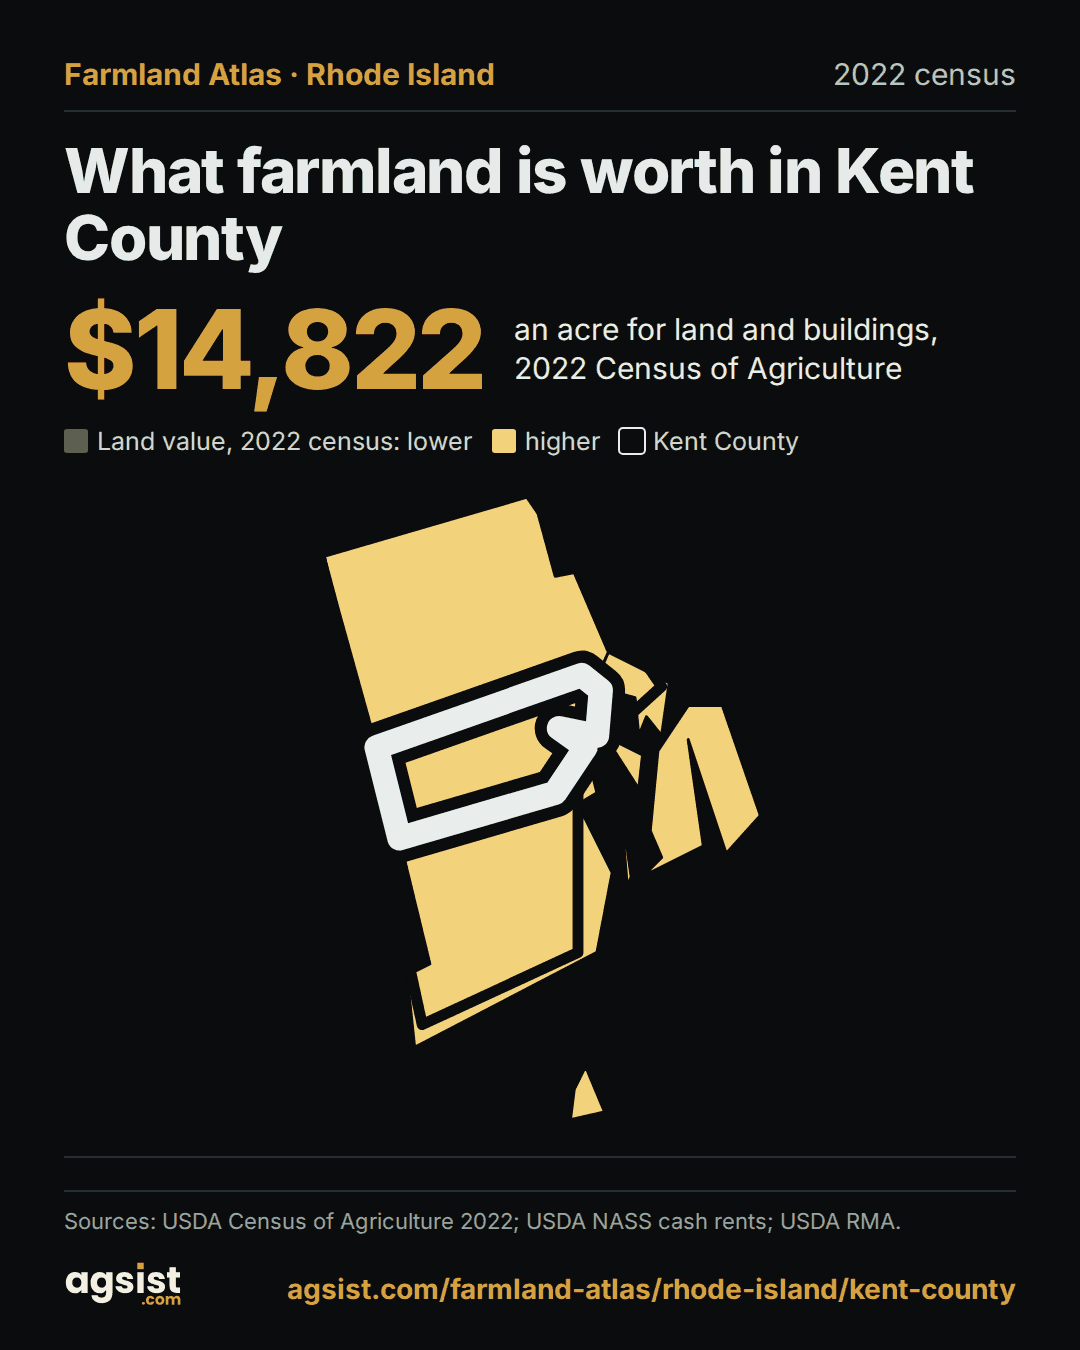 Farmland Atlas · Rhode Island
2022 census
What farmland is worth in Kent
County
$14,822
an acre for land and buildings,
2022 Census of Agriculture
Land value, 2022 census: lower
higher
Kent County
Sources: USDA Census of Agriculture 2022; USDA NASS cash rents; USDA RMA.
agsist
.com
agsist.com/farmland-atlas/rhode-island/kent-county